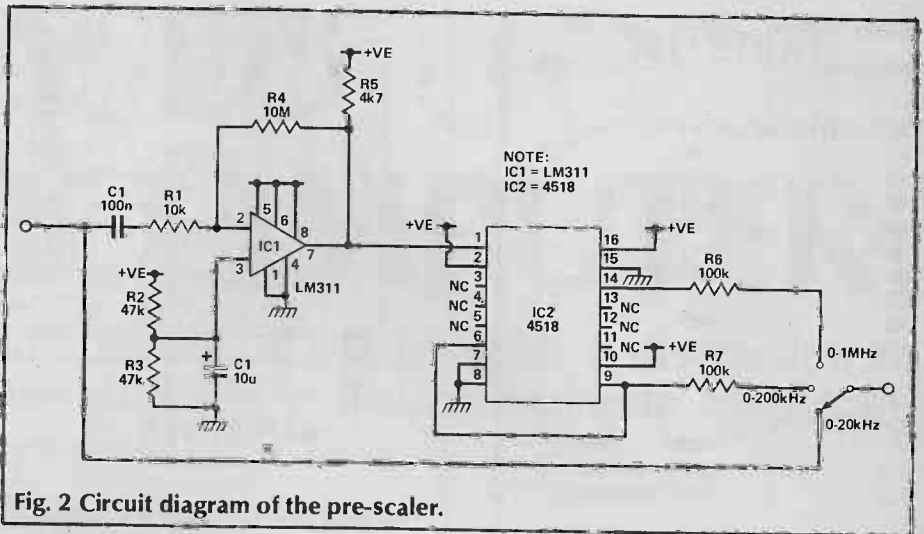 +VE
R5
4k7
R4
10M
NOTE:
IC1 = LM311
IC2 = 4518
C1
100n
R1
10k
2
3
5
6
8
7
4
1
IC1
LM311
+VE
R2
47k
R3
47k
+
C1
10u
+VE
1
2
NC 3
NC 4
NC 5
6
7
8
IC2
4518
16 +VE
15
14
13 NC
12 NC
11 NC
10 +VE
9
R6
100k
R7
100k
0-1MHz
0-200kHz
0-20kHz
Fig. 2 Circuit diagram of the pre-scaler.